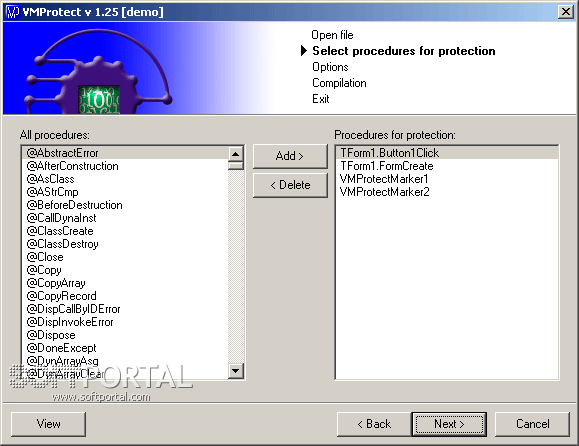 VMProtect v 1.25 [demo]
Open file
Select procedures for protection
Options
Compilation
Exit
All procedures:
@AbstractError
@AfterConstruction
@AsClass
@AStrCmp
@BeforeDestruction
@CallDynaInst
@ClassCreate
@ClassDestroy
@Close
@Copy
@CopyArray
@CopyRecord
@DispCallByIDError
@DispInvokeError
@Dispose
@DoneExcept
@DynArrayAsg
@DynArrayClear
Add >
< Delete
Procedures for protection:
TForm1.Button1Click
TForm1.FormCreate
VMProtectMarker1
VMProtectMarker2
SOFTPORTAL
www.softportal.com
View
< Back
Next >
Cancel